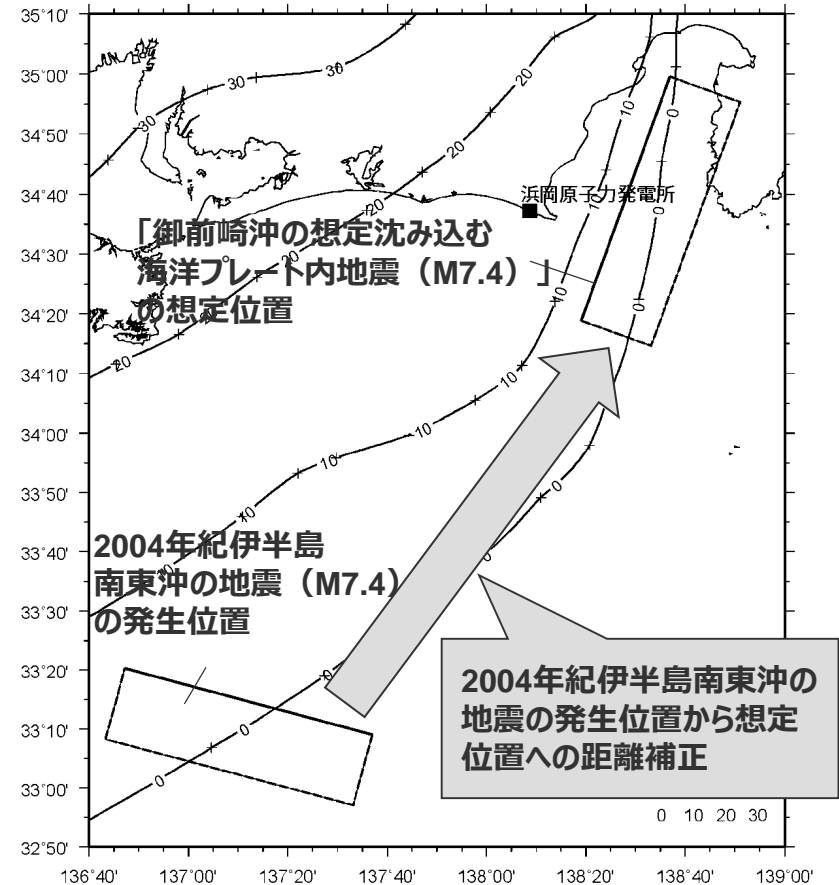 35°10'
35°00'
34°50'
34°40'
34°30'
34°20'
34°10'
34°00'
33°50'
33°40'
33°30'
33°20'
33°10'
33°00'
32°50'
136°40' 137°00' 137°20' 137°40' 138°00' 138°20' 138°40' 139°00'
30 30 30
20 20 20 20 20
10 10 10 10 10 10
0 0 0 0 0 0 0 0
浜岡原子力発電所
「御前崎沖の想定沈み込む
海洋プレート内地震（M7.4）」
の想定位置
2004年紀伊半島
南東沖の地震（M7.4）
の発生位置
2004年紀伊半島南東沖の
地震の発生位置から想定
位置への距離補正
0 10 20 30